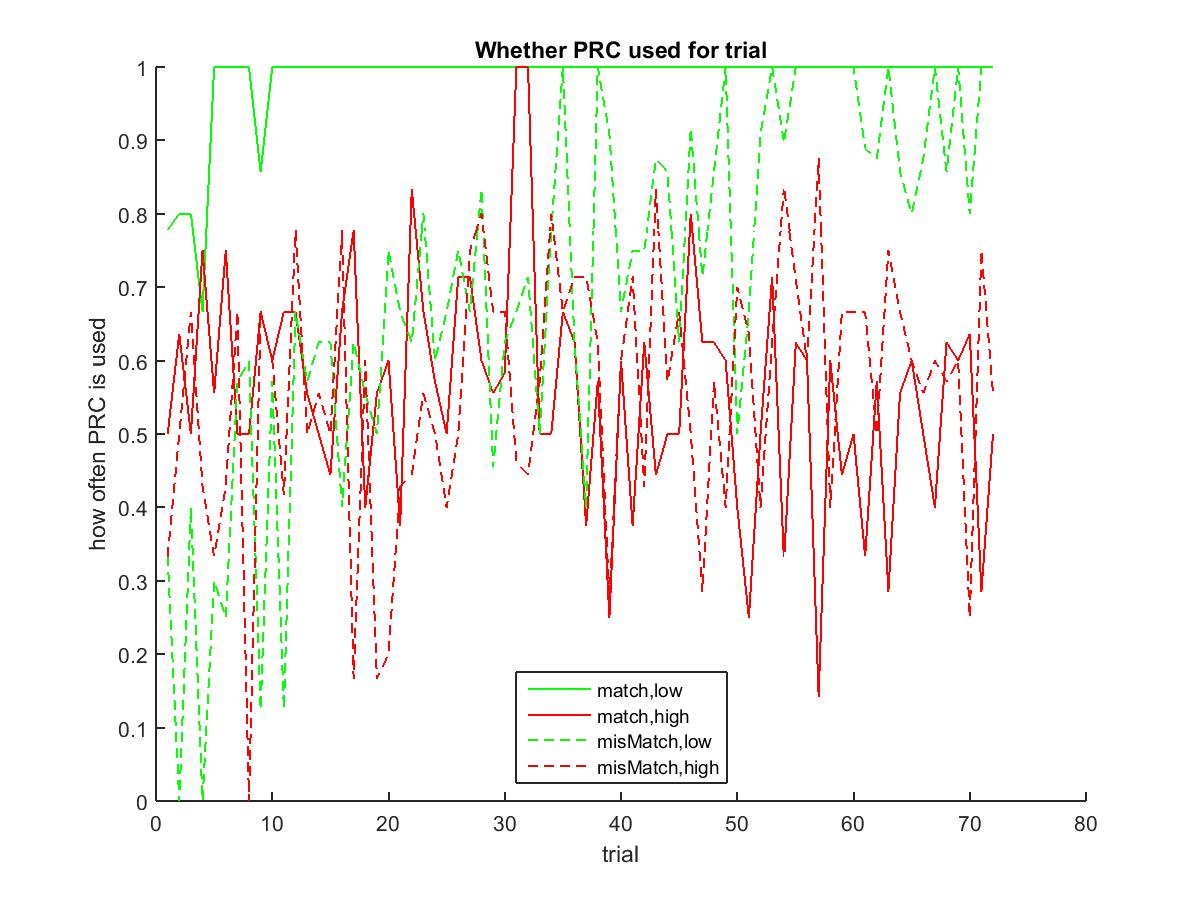 Whether PRC used for trial
1
0.9
0.8
0.7
0.6
0.5
0.4
0.3
0.2
0.1
0
how often PRC is used
match,low
match,high
misMatch,low
misMatch,high
0 10 20 30 40 50 60 70 80
trial